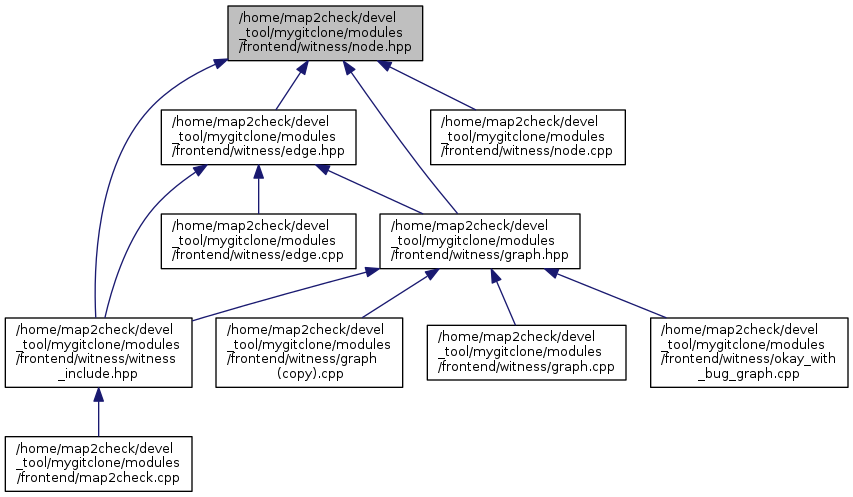 /home/map2check/devel
_tool/mygitclone/modules
/frontend/witness/node.hpp
/home/map2check/devel
_tool/mygitclone/modules
/frontend/witness/edge.hpp
/home/map2check/devel
_tool/mygitclone/modules
/frontend/witness/node.cpp
/home/map2check/devel
_tool/mygitclone/modules
/frontend/witness/edge.cpp
/home/map2check/devel
_tool/mygitclone/modules
/frontend/witness/graph.hpp
/home/map2check/devel
_tool/mygitclone/modules
/frontend/witness/witness
_include.hpp
/home/map2check/devel
_tool/mygitclone/modules
/frontend/witness/graph
(copy).cpp
/home/map2check/devel
_tool/mygitclone/modules
/frontend/witness/graph.cpp
/home/map2check/devel
_tool/mygitclone/modules
/frontend/witness/okay_with
_bug_graph.cpp
/home/map2check/devel
_tool/mygitclone/modules
/frontend/map2check.cpp